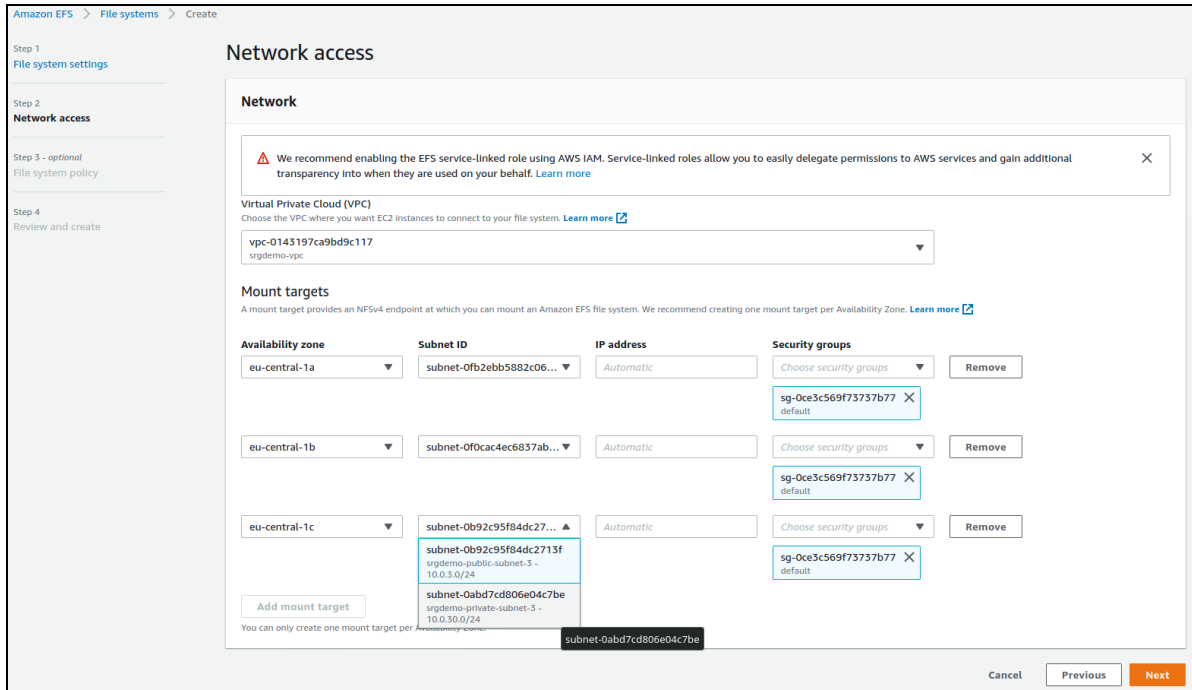 Amazon EFS > File systems > Create
Step 1
File system settings
Step 2
Network access
Step 3 - optional
File system policy
Step 4
Review and create
Network access
Network
We recommend enabling the EFS service-linked role using AWS IAM. Service-linked roles allow you to easily delegate permissions to AWS services and gain additional
transparency into when they are used on your behalf. Learn more
Virtual Private Cloud (VPC)
Choose the VPC where you want EC2 instances to connect to your file system. Learn more
vpc-0143197ca9bd9c117
srgdemo-vpc
Mount targets
A mount target provides an NFSv4 endpoint at which you can mount an Amazon EFS file system. We recommend creating one mount target per Availability Zone. Learn more
Availability zone Subnet ID IP address Security groups
eu-central-1a subnet-0fb2ebb5882c06... Automatic Choose security groups Remove
sg-0ce3c569f73737b77
default
eu-central-1b subnet-0f0cac4ec6837ab... Automatic Choose security groups Remove
sg-0ce3c569f73737b77
default
eu-central-1c subnet-0b92c95f84dc27... Automatic Choose security groups Remove
subnet-0b92c95f84dc2713f
srgdemo-public-subnet-3 -
10.0.3.0/24
sg-0ce3c569f73737b77
default
subnet-0abd7cd806e04c7be
srgdemo-private-subnet-3 -
10.0.30.0/24
Add mount target
You can only create one mount target per Availability Zone.
subnet-0abd7cd806e04c7be
Cancel Previous Next